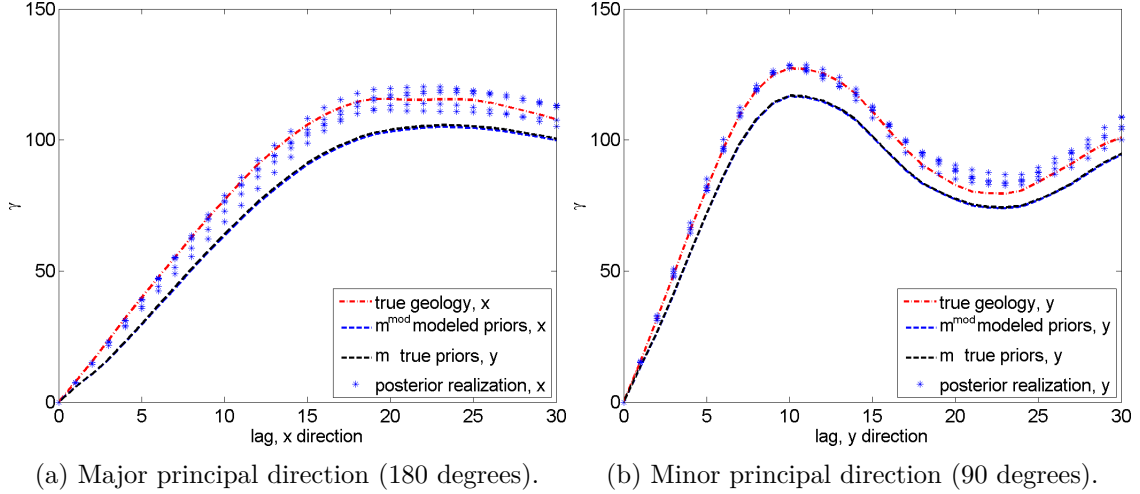 150
100
50
0
γ
0 5 10 15 20 25 30
lag, x direction
true geology, x
m^mod modeled priors, x
m true priors, y
posterior realization, x
(a) Major principal direction (180 degrees).
150
100
50
0
γ
0 5 10 15 20 25 30
lag, y direction
true geology, y
m^mod modeled priors, y
m true priors, y
posterior realization, y
(b) Minor principal direction (90 degrees).